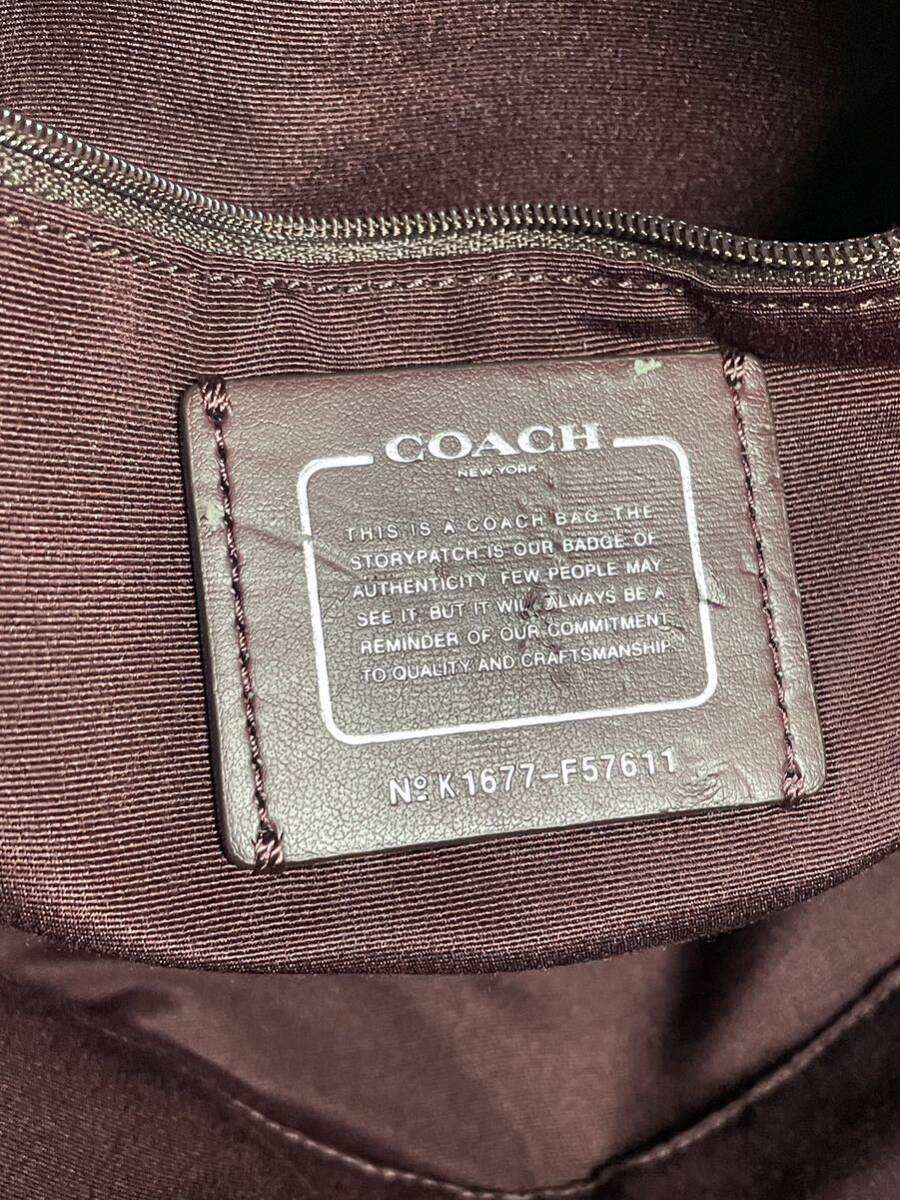 COACH
NEW YORK
THIS IS A COACH BAG. THE
STORYPATCH IS OUR BADGE OF
AUTHENTICITY. FEW PEOPLE MAY
SEE IT, BUT IT WILL ALWAYS BE A
REMINDER OF OUR COMMITMENT
TO QUALITY AND CRAFTSMANSHIP.
Nº K1677-F57611